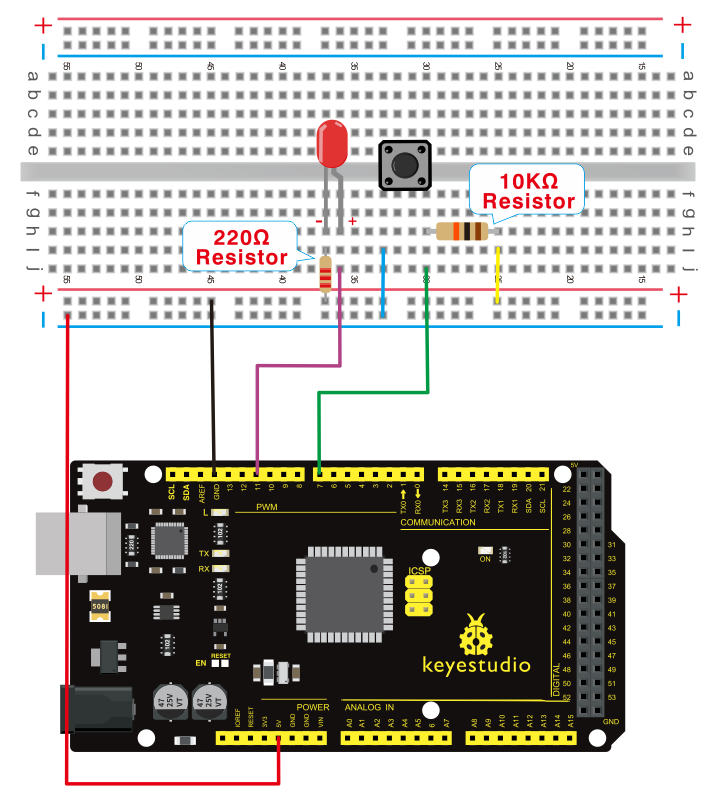 + +
55 50 45 40 35 30 25 20 15
a a
b b
c c
d d
e e
10KΩ
Resistor
f f
g g
- +
h h
220Ω
Resistor
i i
j j
55 50 45 40 35 30 25 20 15
+ +
SCL
SDA
AREF
GND
13
12
11
10
9
8
7
6
5
4
3
2
TX0 → 1
RX0 ← 0
TX3 14
RX3 15
TX2 16
RX2 17
TX1 18
RX1 19
SDA 20
SCL 21
5V
L
PWM
COMMUNICATION
TX
RX
ON
ICSP
220
102
102
102
508I
22
24
26
28
30 31
32 33
34 35
36 37
38 39
40 41
42 43
44 45
46 47
48 49
50 51
52 53
GND
DIGITAL
keyestudio
EN
RESET
47
25V
VT
47
25V
VT
POWER
ANALOG IN
IOREF
RESET
3V3
5V
GND
GND
VIN
A0
A1
A2
A3
A4
A5
6
A7
A8
A9
A10
A11
A12
A13
A14
A15